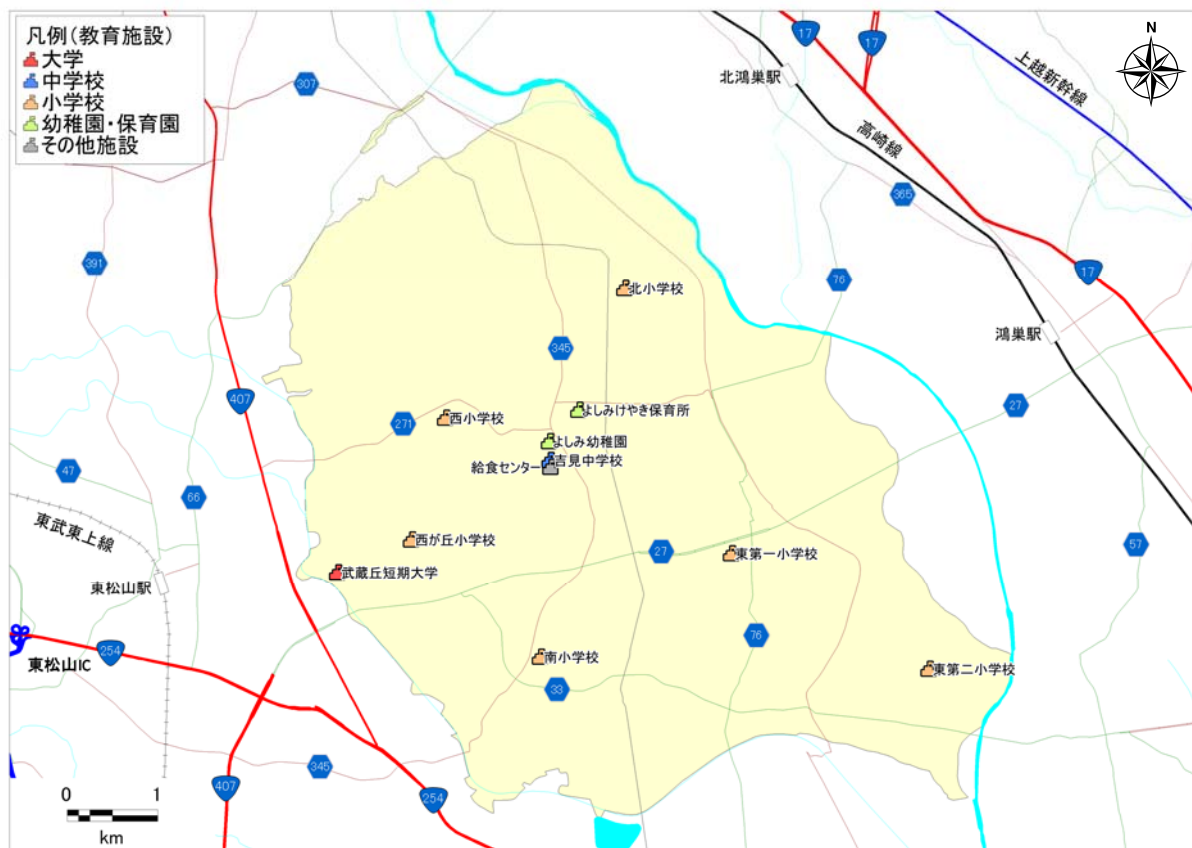 凡例(教育施設)
大学
中学校
小学校
幼稚園・保育園
その他施設
N
17
17
北鴻巣駅
上越新幹線
307
高崎線
365
391
76
17
北小学校
鴻巣駅
345
407
よしみけやき保育所
27
271
西小学校
よしみ幼稚園
吉見中学校
給食センター
47
66
東武東上線
西が丘小学校
27
東第一小学校
57
武蔵丘短期大学
東松山駅
76
254
東松山IC
南小学校
東第二小学校
33
345
407
254
0 1
km